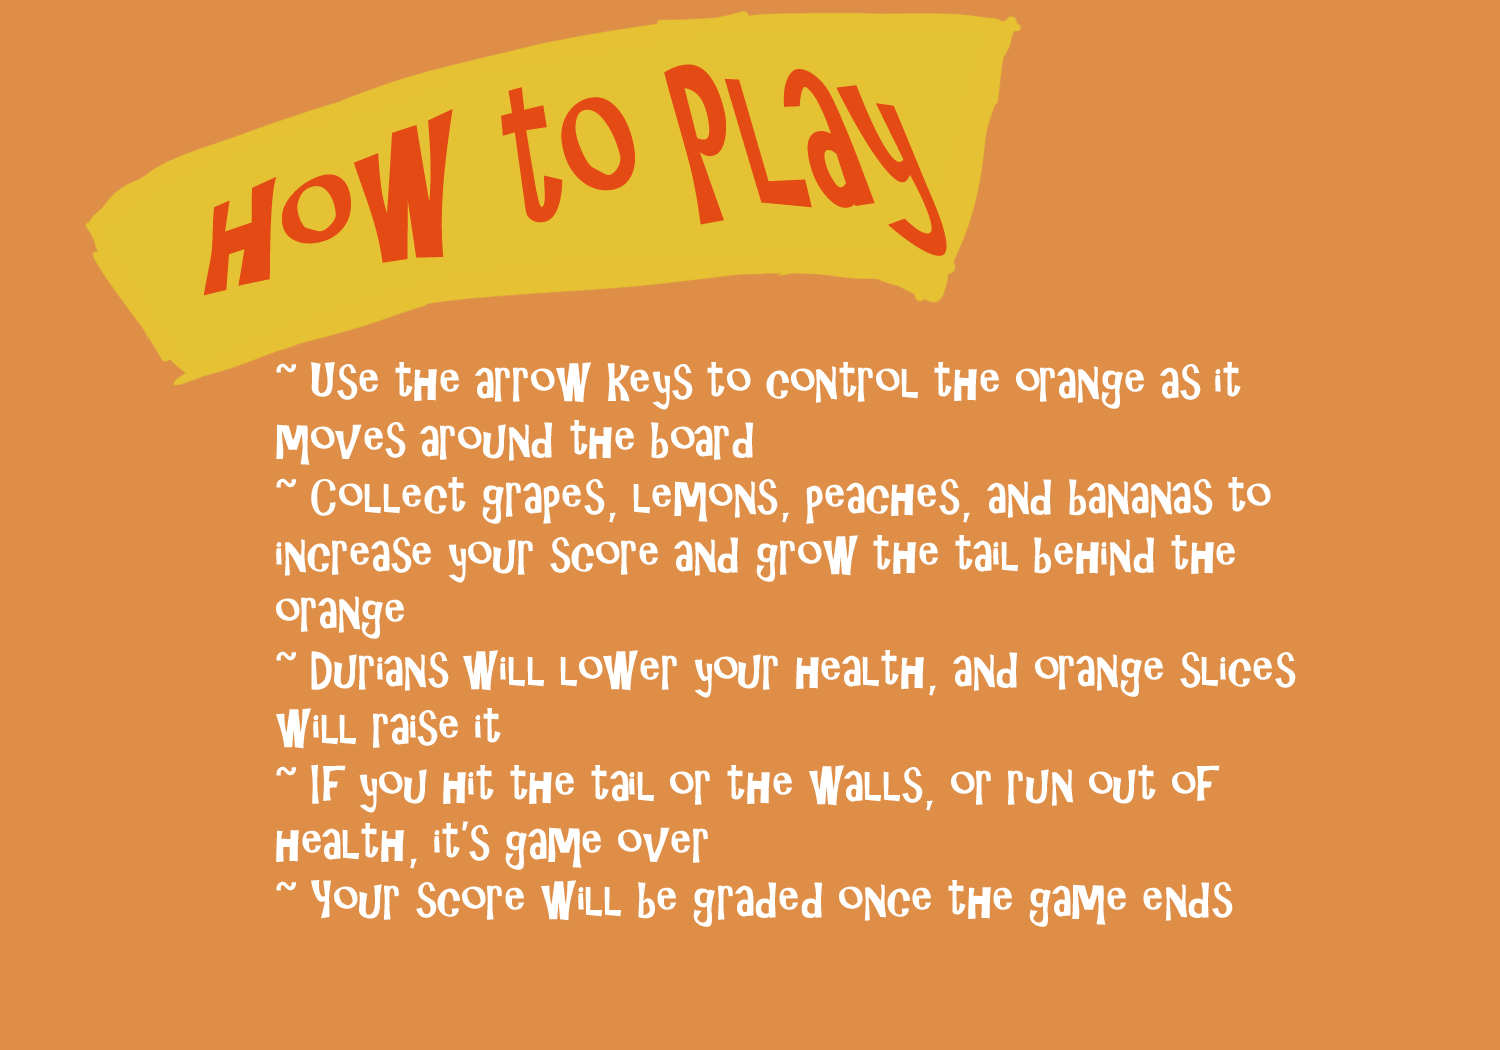 How to Play
~ Use the arrow keys to control the orange as it
moves around the board
~ Collect grapes, lemons, peaches, and bananas to
increase your score and grow the tail behind the
orange
~ Durians will lower your health, and orange slices
will raise it
~ If you hit the tail or the walls, or run out of
health, it's game over
~ Your score will be graded once the game ends